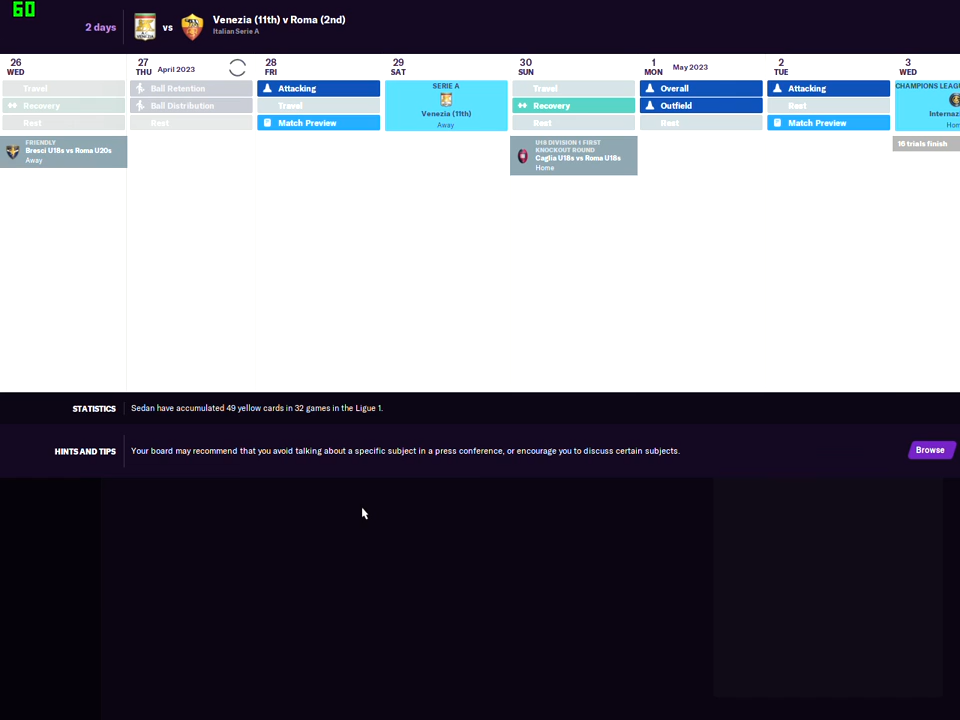 60
2 days
vs
Venezia (11th) v Roma (2nd)
Italian Serie A
26
WED
27
THU April 2023
28
FRI
29
SAT
30
SUN
1
MON May 2023
2
TUE
3
WED
Travel
Recovery
Rest
Ball Retention
Ball Distribution
Rest
Attacking
Travel
Match Preview
SERIE A
Venezia (11th)
Away
Travel
Recovery
Rest
Overall
Outfield
Rest
Attacking
Rest
Match Preview
CHAMPIONS LEAG
Internaz
Hom
16 trials finish
FRIENDLY
Bresci U18s vs Roma U20s
Away
U18 DIVISION 1 FIRST
KNOCKOUT ROUND
Caglia U18s vs Roma U18s
Home
STATISTICS
Sedan have accumulated 49 yellow cards in 32 games in the Ligue 1.
HINTS AND TIPS
Your board may recommend that you avoid talking about a specific subject in a press conference, or encourage you to discuss certain subjects.
Browse